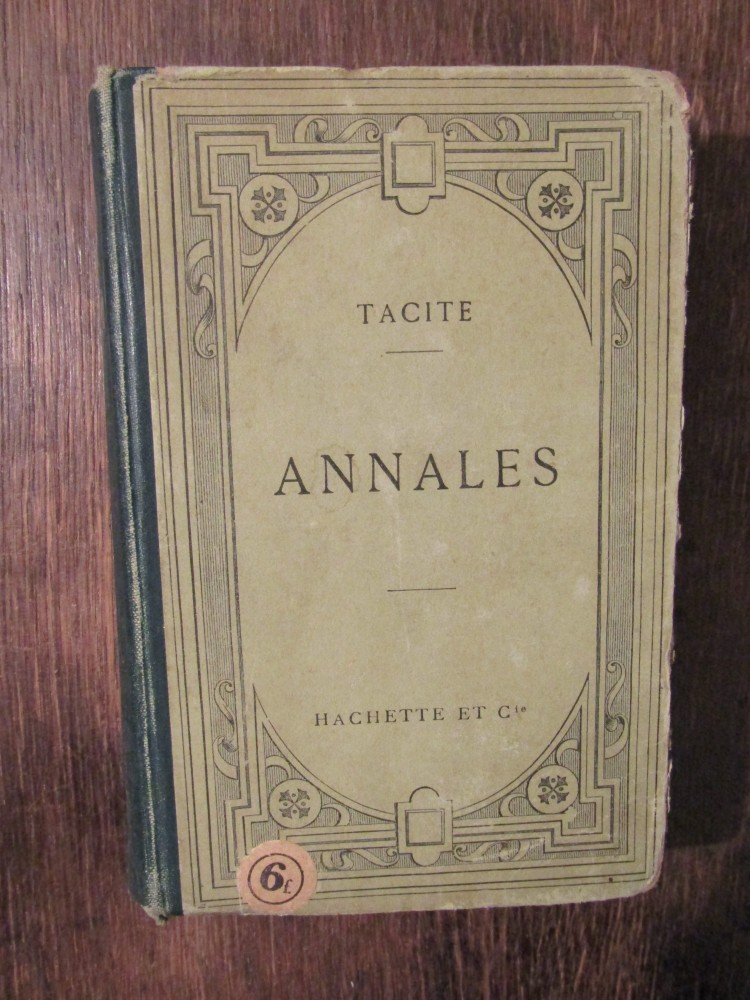 TACITE
ANNALES
HACHETTE ET Cie
6f.